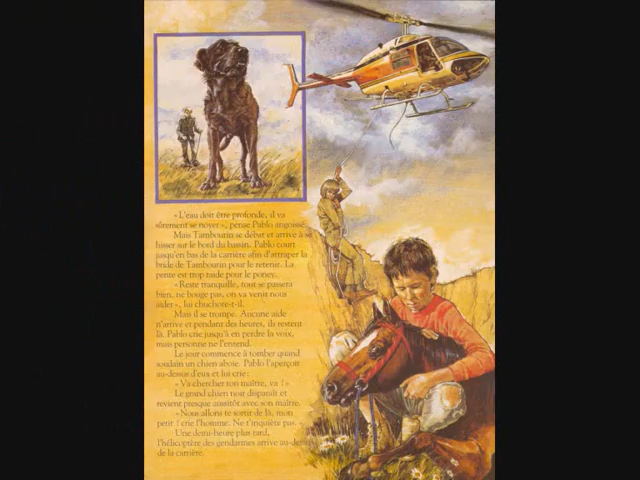 « L'eau doit être profonde, il va
sûrement se noyer », pense Pablo angoissé.
Mais Tambourin se débat et arrive à se
hisser sur le bord du bassin. Pablo court
jusqu'en bas de la carrière afin d'attraper la
bride de Tambourin pour le retenir. La
pente est trop raide pour le poney.
« Reste tranquille, tout se passera
bien, ne bouge pas, on va venir nous
aider », lui chuchote-t-il.
Mais il se trompe. Aucune aide
n'arrive et pendant des heures, ils restent
là. Pablo crie jusqu'à en perdre la voix,
mais personne ne l'entend.
Le jour commence à tomber quand
soudain un chien aboie. Pablo l'aperçoit
au-dessus d'eux et lui crie :
« Va chercher ton maître, va ! »
Le grand chien noir disparaît et
revient presque aussitôt avec son maître.
« Nous allons te sortir de là, mon
petit ! crie l'homme. Ne t'inquiète pas. »
Une demi-heure plus tard,
l'hélicoptère des gendarmes arrive au-dessus
de la carrière.